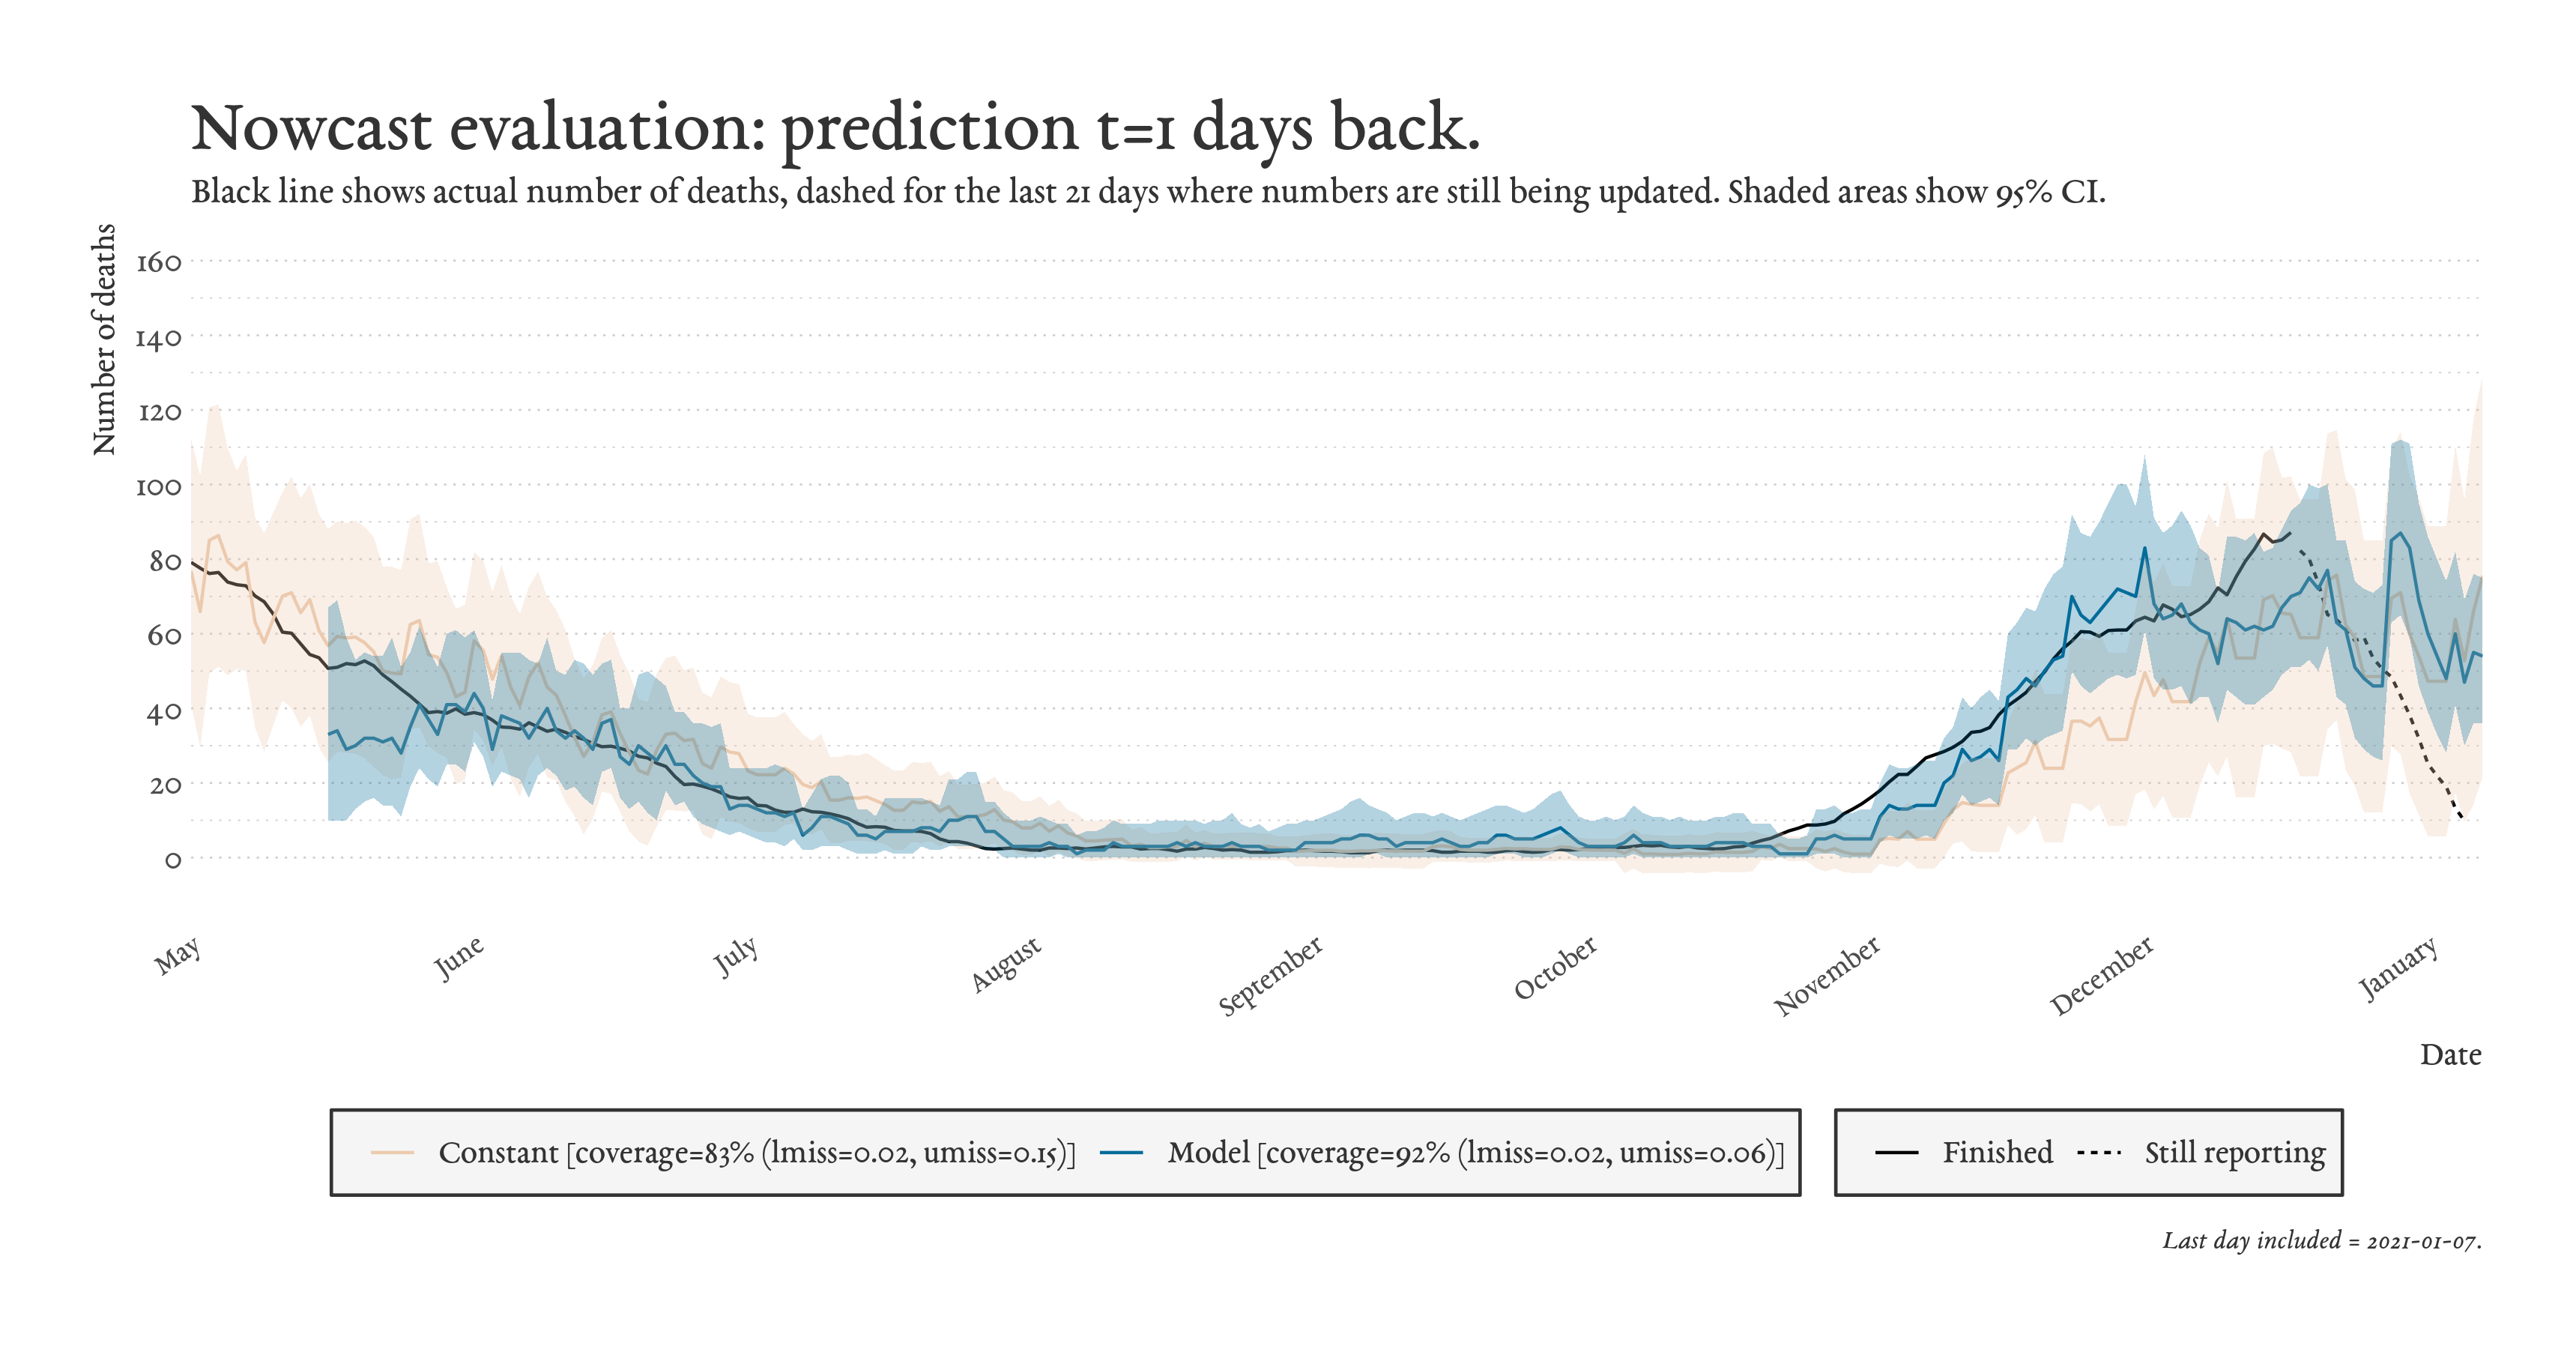 Nowcast evaluation: prediction t=1 days back.
Black line shows actual number of deaths, dashed for the last 21 days where numbers are still being updated. Shaded areas show 95% CI.
Number of deaths
160
140
120
100
80
60
40
20
0
May
June
July
August
September
October
November
December
January
Date
Constant [coverage=83% (lmiss=0.02, umiss=0.15)]
Model [coverage=92% (lmiss=0.02, umiss=0.06)]
Finished
Still reporting
Last day included = 2021-01-07.